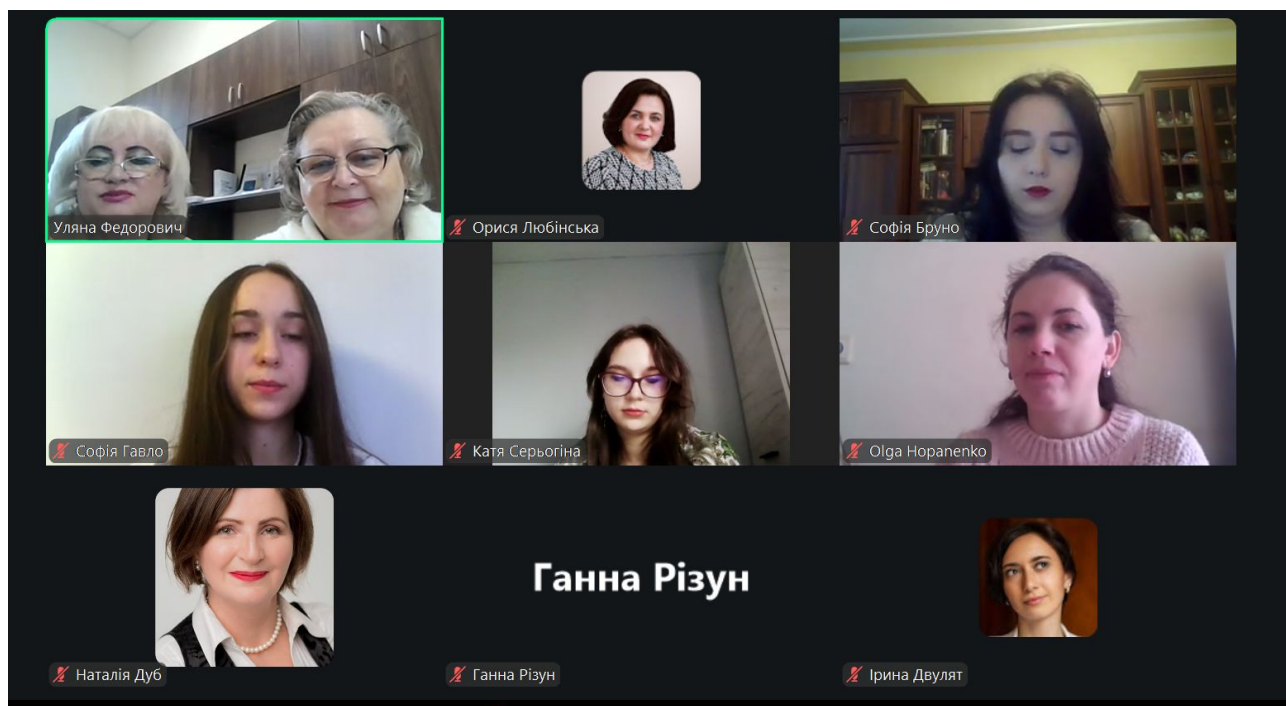 Уляна Федорович
Орися Любінська
Софія Бруно
Софія Гавло
Катя Серьогіна
Olga Hopanenko
Ганна Різун
Наталія Дуб
Ганна Різун
Ірина Двулят